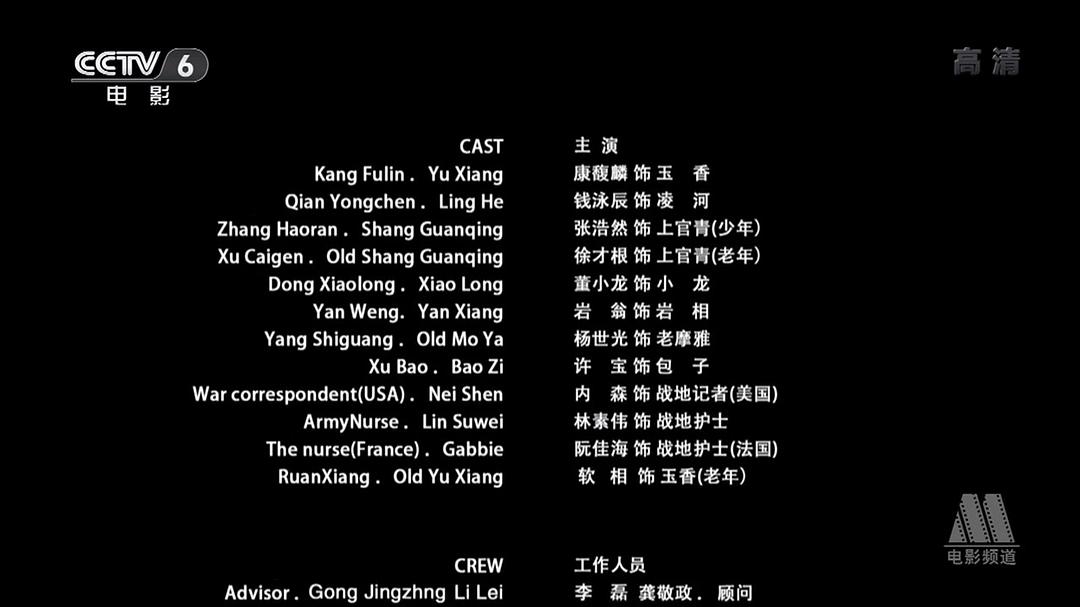 CCTV 6 高清
电影
CAST 主 演
Kang Fulin . Yu Xiang 康馥麟 饰 玉 香
Qian Yongchen . Ling He 钱泳辰 饰 凌 河
Zhang Haoran . Shang Guanqing 张浩然 饰 上官青(少年)
Xu Caigen . Old Shang Guanqing 徐才根 饰 上官青(老年)
Dong Xiaolong . Xiao Long 董小龙 饰 小 龙
Yan Weng. Yan Xiang 岩 翁 饰 岩 相
Yang Shiguang . Old Mo Ya 杨世光 饰 老摩雅
Xu Bao . Bao Zi 许 宝 饰 包 子
War correspondent(USA) . Nei Shen 内 森 饰 战地记者(美国)
ArmyNurse . Lin Suwei 林素伟 饰 战地护士
The nurse(France) . Gabbie 阮佳海 饰 战地护士(法国)
RuanXiang . Old Yu Xiang 软 相 饰 玉香(老年)
电影频道
CREW 工作人员
Advisor . Gong Jingzhng Li Lei 李 磊 龚敬政 . 顾问